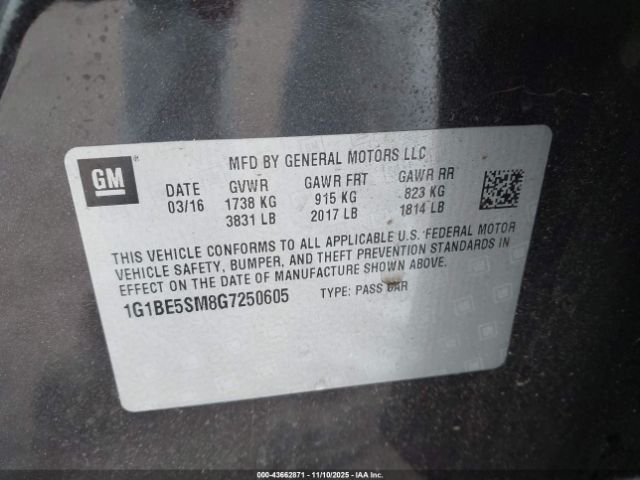 GM
MFD BY GENERAL MOTORS LLC
DATE GVWR GAWR FRT GAWR RR
03/16 1738 KG 915 KG 823 KG
3831 LB 2017 LB 1814 LB
THIS VEHICLE CONFORMS TO ALL APPLICABLE U.S. FEDERAL MOTOR
VEHICLE SAFETY, BUMPER, AND THEFT PREVENTION STANDARDS IN
EFFECT ON THE DATE OF MANUFACTURE SHOWN ABOVE.
1G1BE5SM8G7250605 TYPE: PASS CAR
000-43662871 - 11/10/2025 - © 2025 IAA Inc.